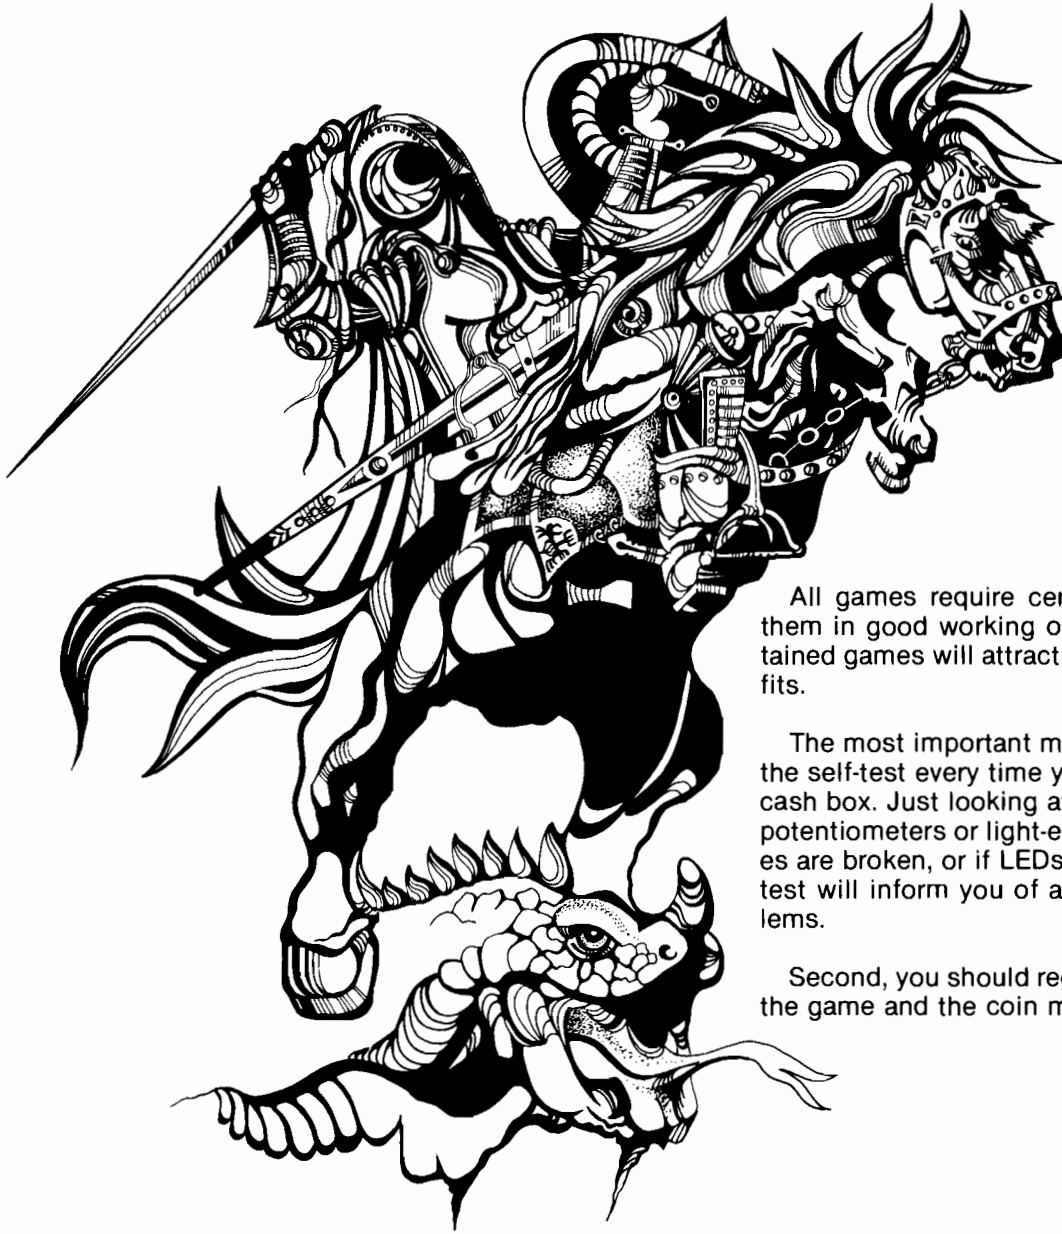 All games require cer
them in good working o
tained games will attract
fits.
The most important m
the self-test every time y
cash box. Just looking a
potentiometers or light-e
es are broken, or if LEDs
test will inform you of a
lems.
Second, you should re
the game and the coin m